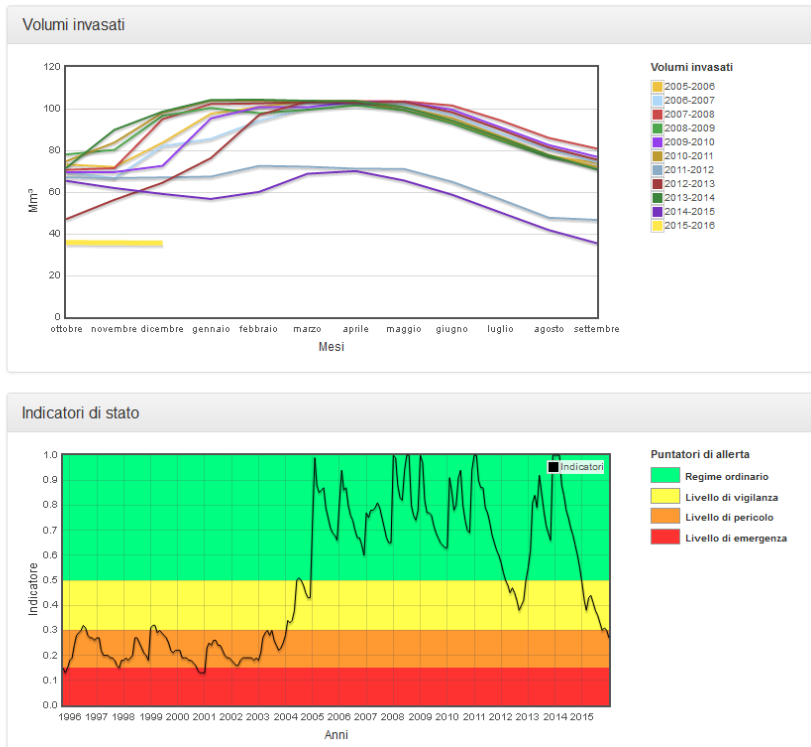 Volumi invasati
120
100
80
60
40
20
0
Mm³
ottobre novembre dicembre gennaio febbraio marzo aprile maggio giugno luglio agosto settembre
Mesi
Volumi invasati
2005-2006
2006-2007
2007-2008
2008-2009
2009-2010
2010-2011
2011-2012
2012-2013
2013-2014
2014-2015
2015-2016
Indicatori di stato
1.0
0.9
0.8
0.7
0.6
0.5
0.4
0.3
0.2
0.1
0.0
Indicatore
Indicatori
1996 1997 1998 1999 2000 2001 2002 2003 2004 2005 2006 2007 2008 2009 2010 2011 2012 2013 2014 2015
Anni
Puntatori di allerta
Regime ordinario
Livello di vigilanza
Livello di pericolo
Livello di emergenza